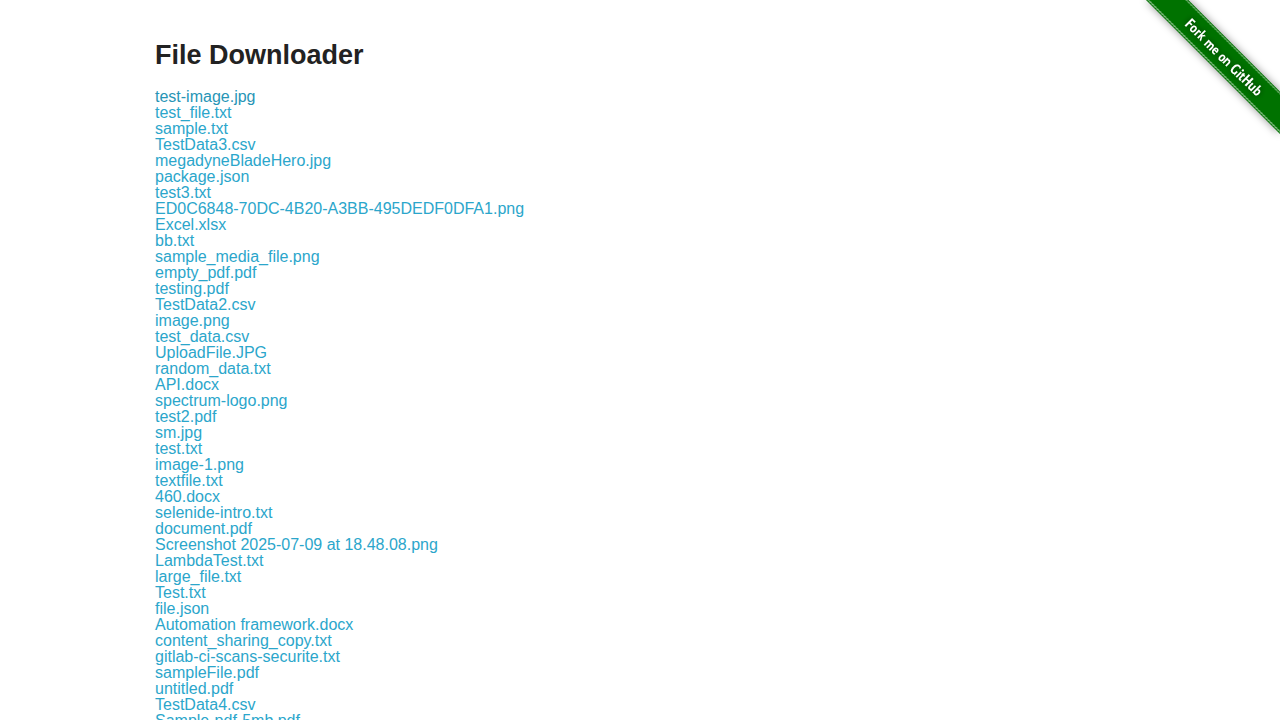 File Downloader
Fork me on GitHub
test-image.jpg
test_file.txt
sample.txt
TestData3.csv
megadyneBladeHero.jpg
package.json
test3.txt
ED0C6848-70DC-4B20-A3BB-495DEDF0DFA1.png
Excel.xlsx
bb.txt
sample_media_file.png
empty_pdf.pdf
testing.pdf
TestData2.csv
image.png
test_data.csv
UploadFile.JPG
random_data.txt
API.docx
spectrum-logo.png
test2.pdf
sm.jpg
test.txt
image-1.png
textfile.txt
460.docx
selenide-intro.txt
document.pdf
Screenshot 2025-07-09 at 18.48.08.png
LambdaTest.txt
large_file.txt
Test.txt
file.json
Automation framework.docx
content_sharing_copy.txt
gitlab-ci-scans-securite.txt
sampleFile.pdf
untitled.pdf
TestData4.csv
Sample-pdf-5mb.pdf